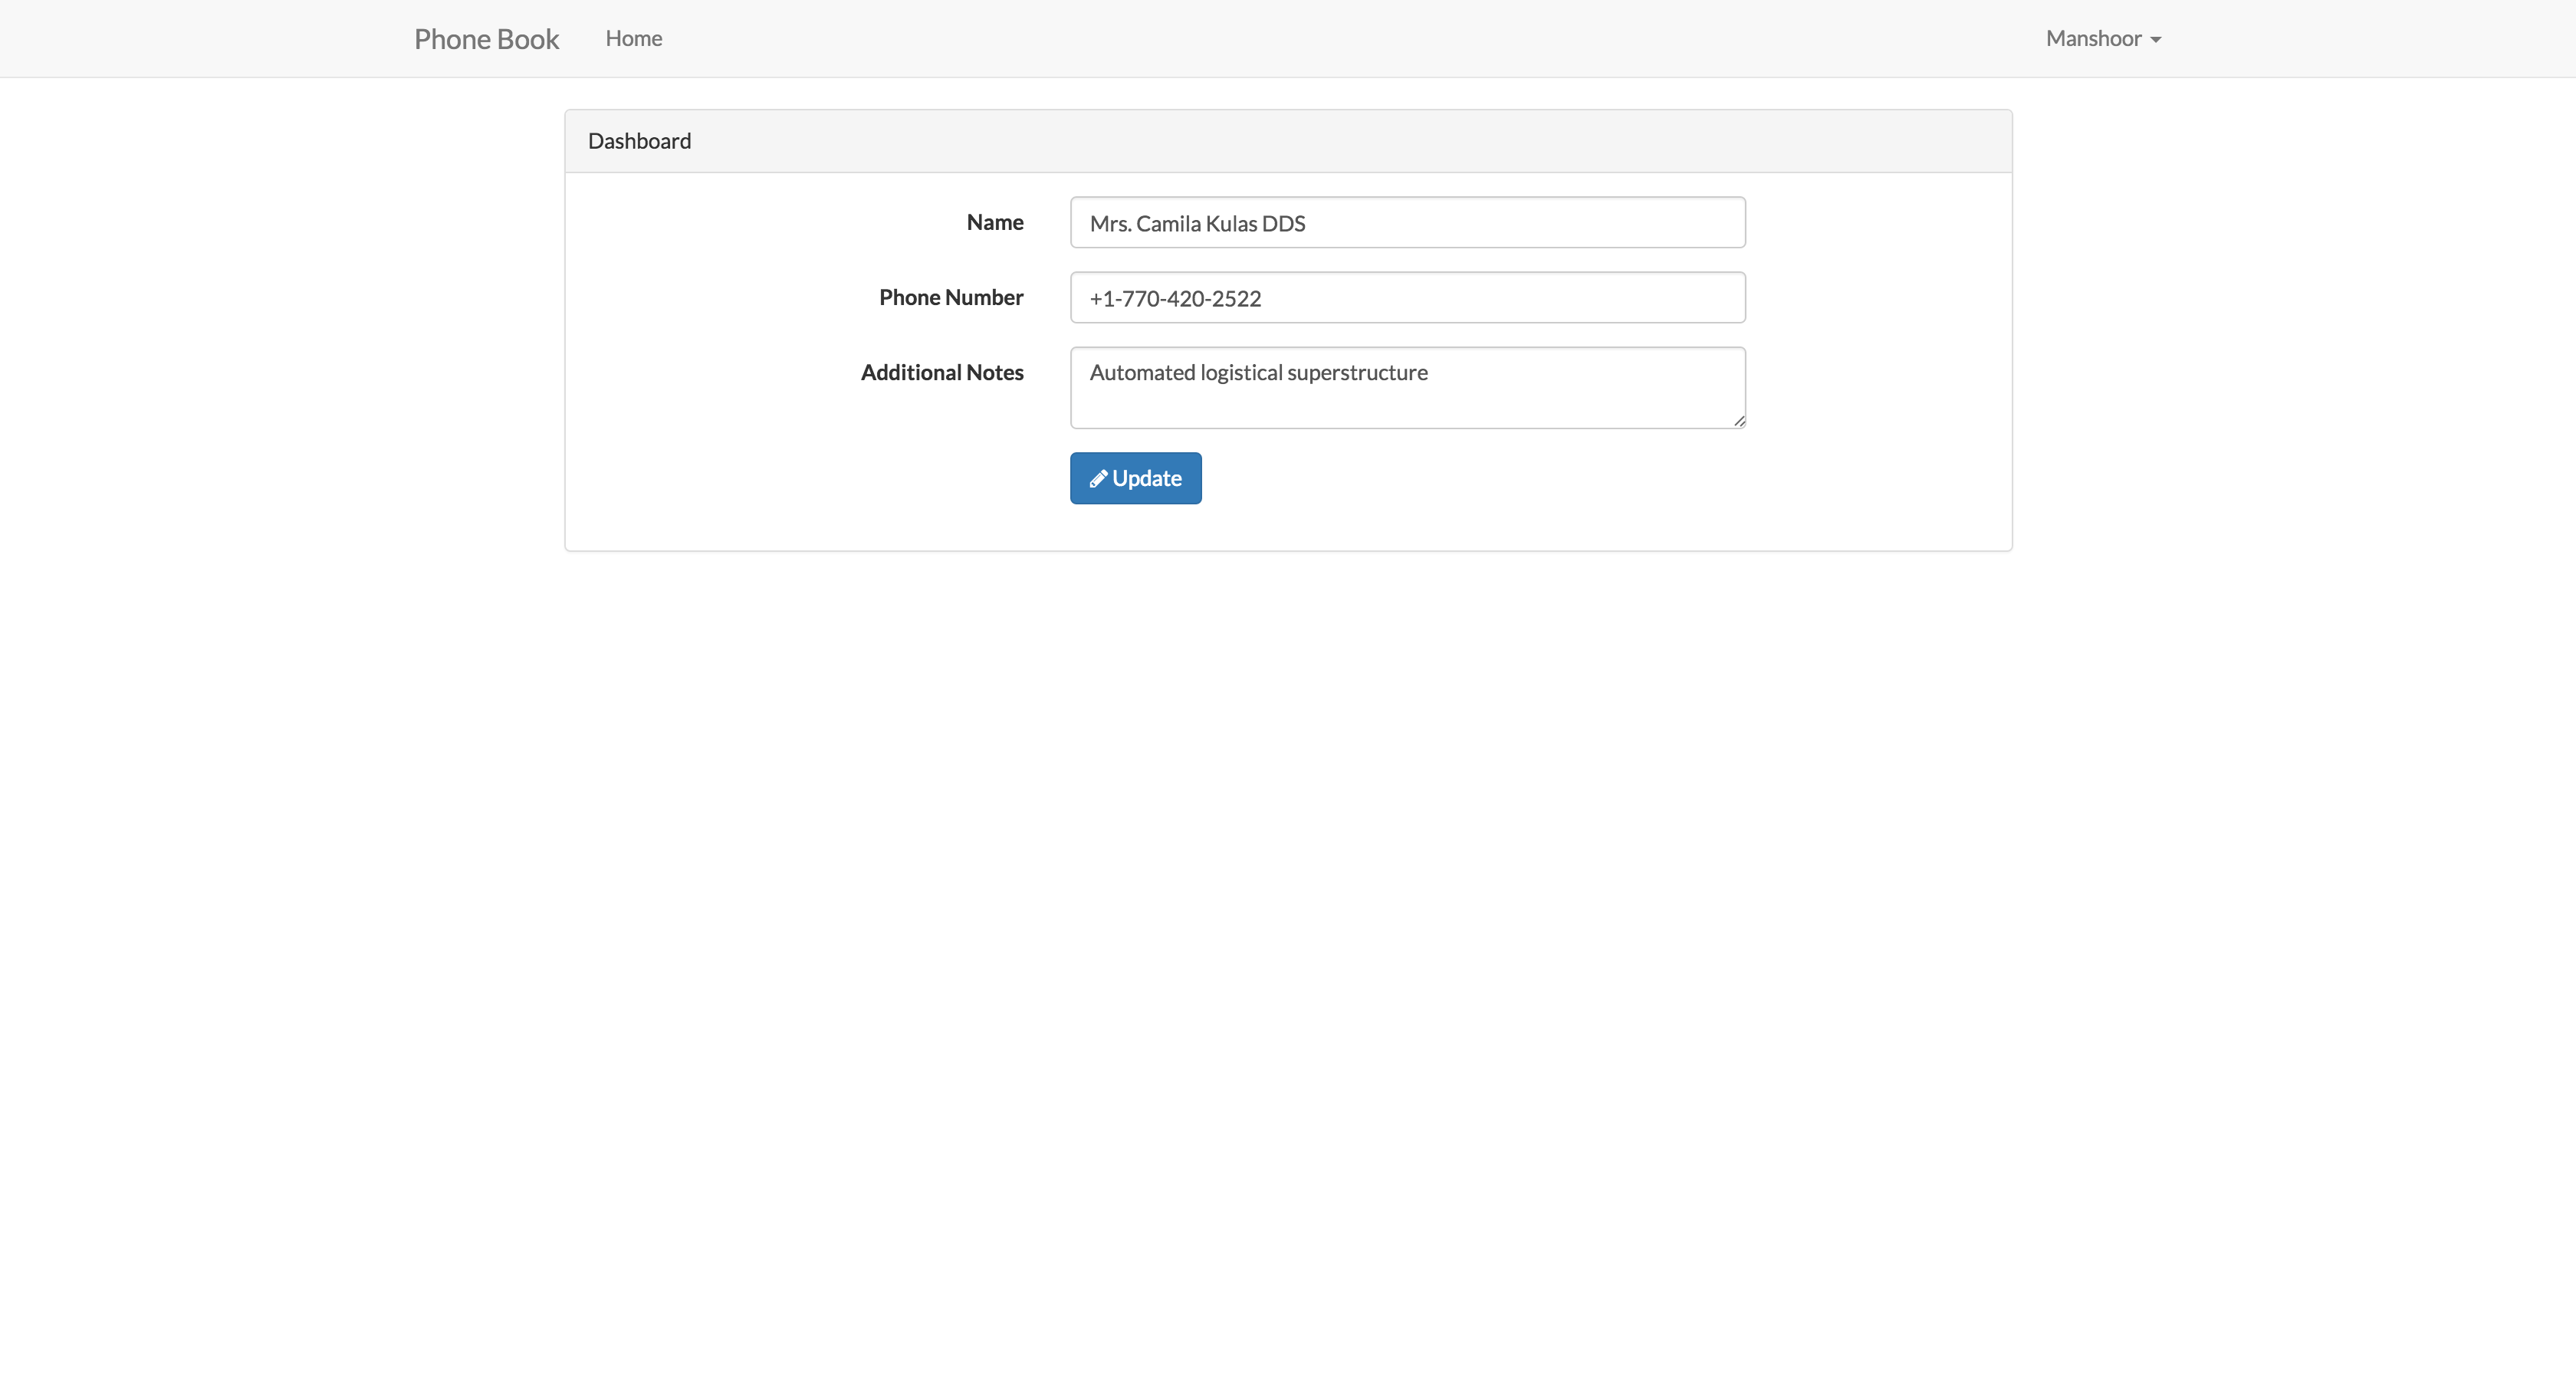 Phone Book Home Manshoor
Dashboard
Name Mrs. Camila Kulas DDS
Phone Number +1-770-420-2522
Additional Notes Automated logistical superstructure
Update